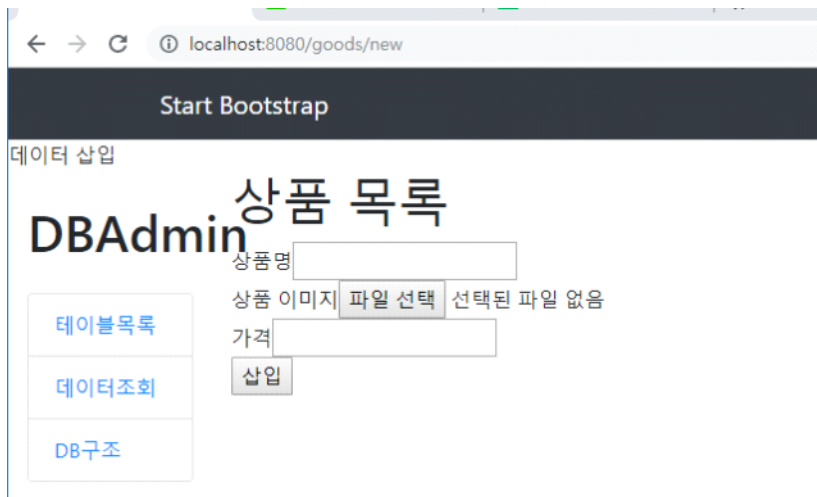 localhost:8080/goods/new
Start Bootstrap
데이터 삽입
DBAdmin
테이블목록
데이터조회
DB구조
상품 목록
상품명
상품 이미지 파일 선택 선택된 파일 없음
가격
삽입